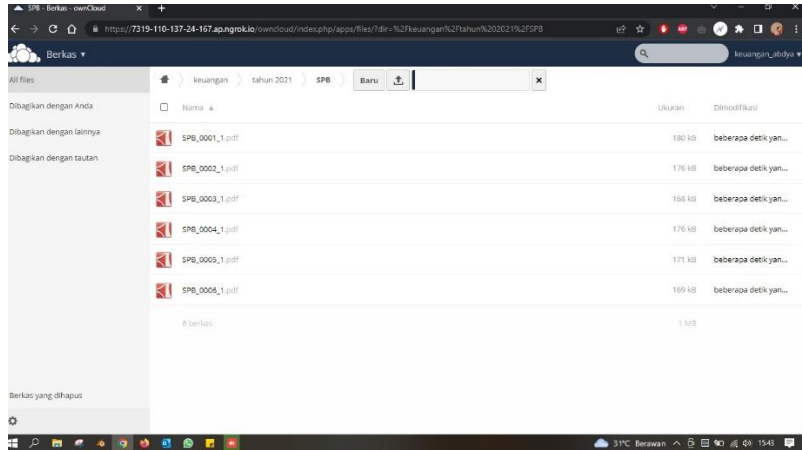 SPB - Berkas - ownCloud
https://7319-110-137-24-167.ap.ngrok.io/owncloud/index.php/apps/files/?dir=%2Fkeuangan%2Ftahun%202021%2FSPB
Berkas
keuangan_abdya
All files
keuangan
tahun 2021
SPB
Baru
Dibagikan dengan Anda
Nama
Ukuran
Dimodifikasi
Dibagikan dengan lainnya
Dibagikan dengan tautan
SPB_0001_1.pdf 180 kB beberapa detik yan...
SPB_0002_1.pdf 176 kB beberapa detik yan...
SPB_0003_1.pdf 168 kB beberapa detik yan...
SPB_0004_1.pdf 176 kB beberapa detik yan...
SPB_0005_1.pdf 171 kB beberapa detik yan...
SPB_0006_1.pdf 169 kB beberapa detik yan...
6 berkas 1 MB
Berkas yang dihapus
31°C Berawan
15:43